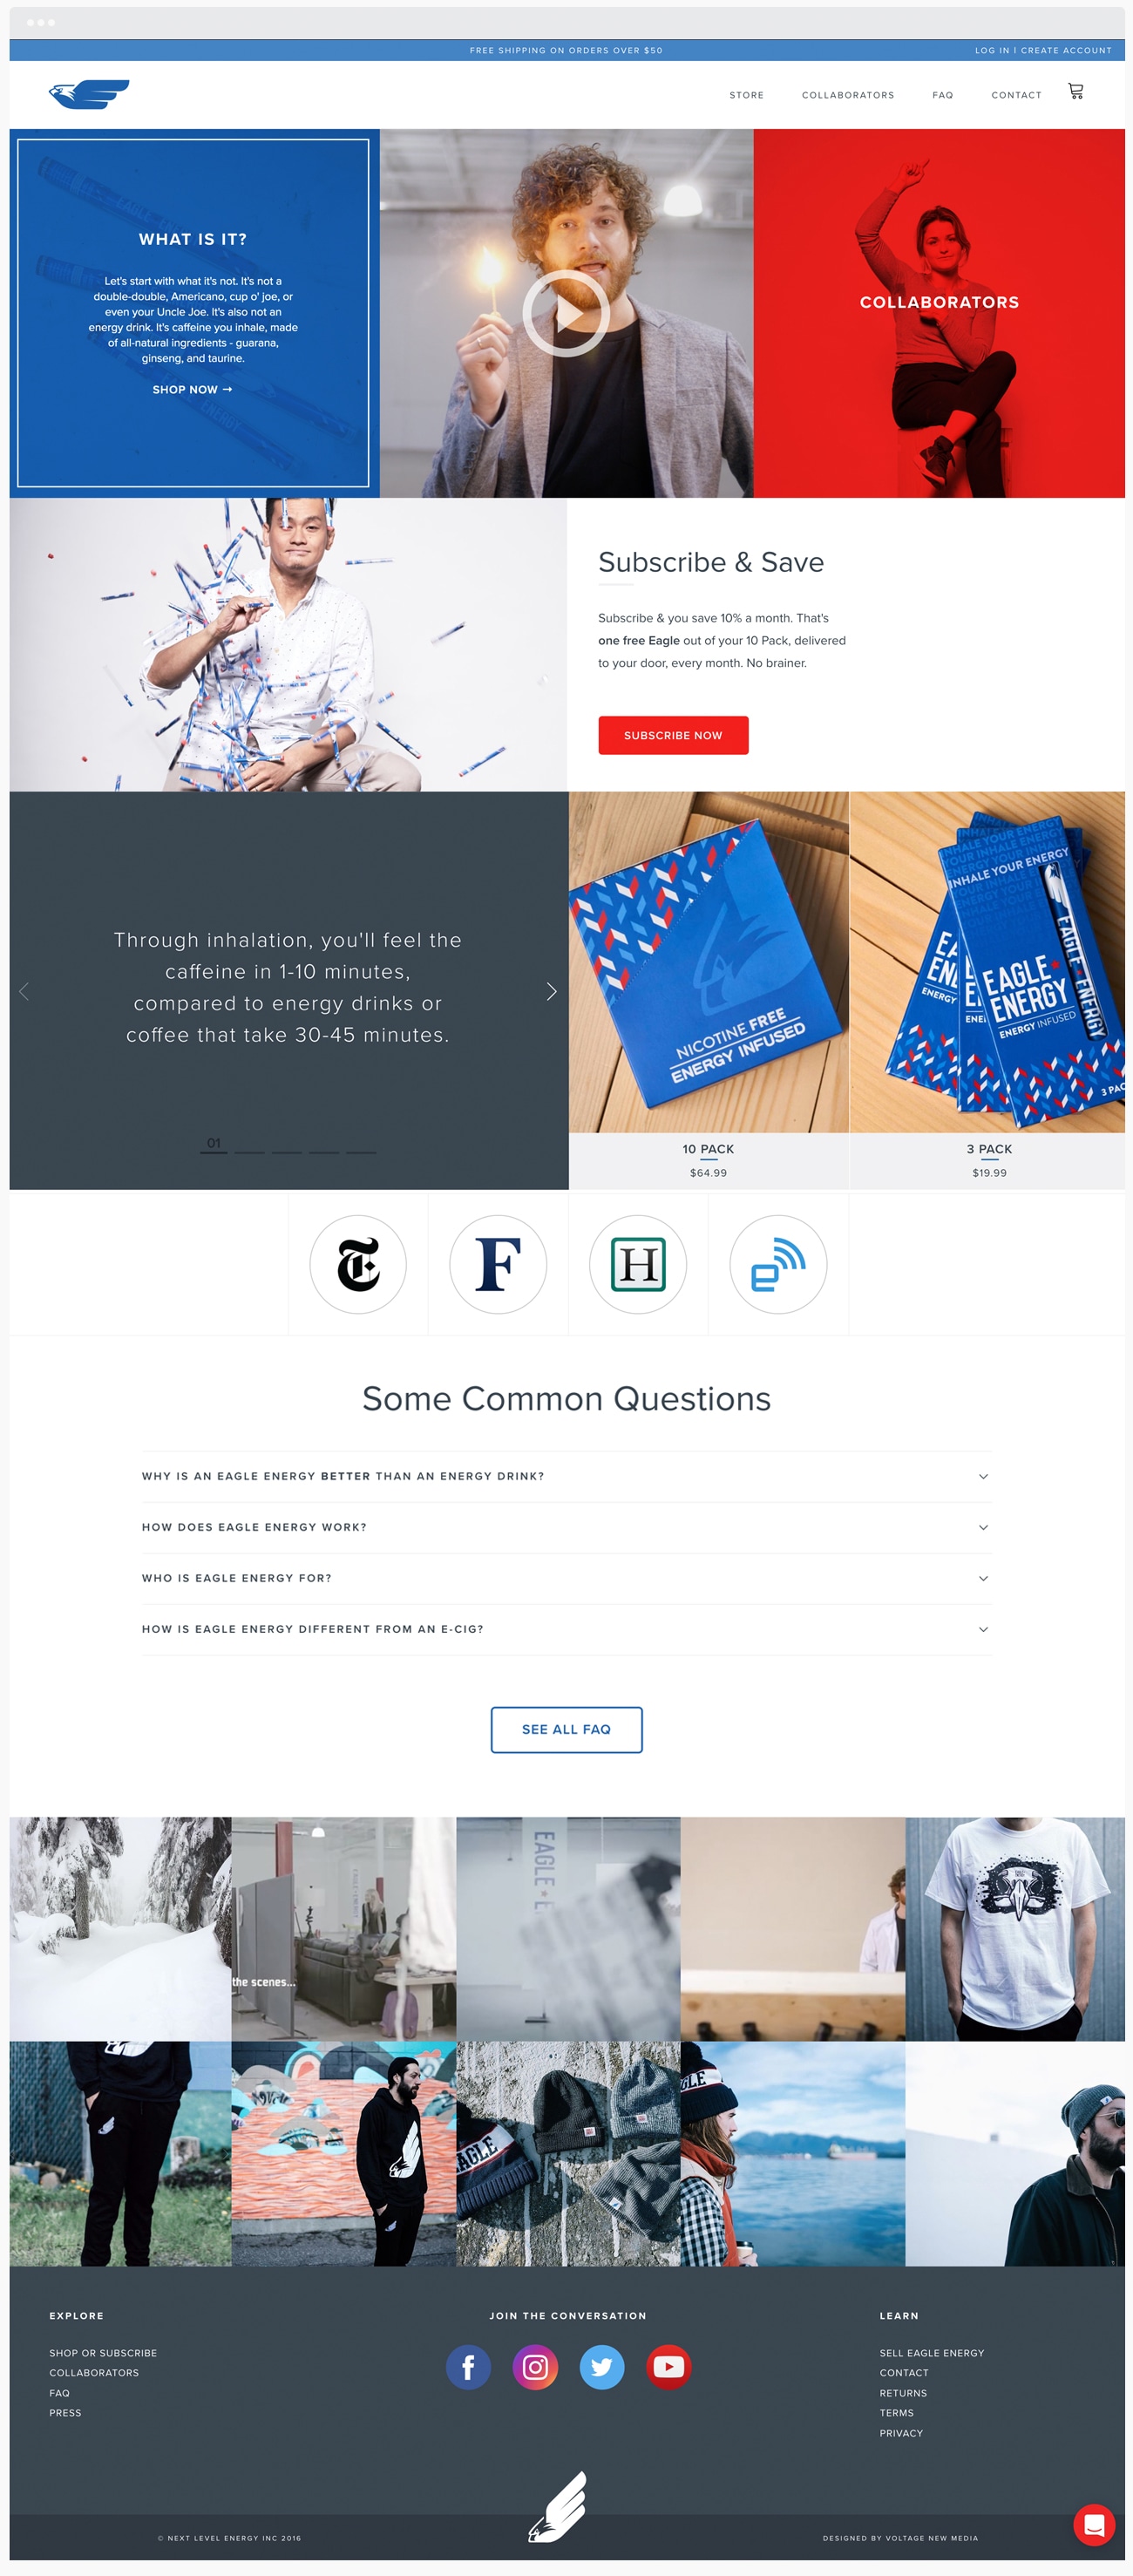 FREE SHIPPING ON ORDERS OVER $50
LOG IN | CREATE ACCOUNT
STORE
COLLABORATORS
FAQ
CONTACT
WHAT IS IT?
Let's start with what it's not. It's not a
double-double, Americano, cup o' joe, or
even your Uncle Joe. It's also not an
energy drink. It's caffeine you inhale, made
of all-natural ingredients - guarana,
ginseng, and taurine.
SHOP NOW →
COLLABORATORS
Subscribe & Save
Subscribe & you save 10% a month. That's
one free Eagle out of your 10 Pack, delivered
to your door, every month. No brainer.
SUBSCRIBE NOW
Through inhalation, you'll feel the
caffeine in 1-10 minutes,
compared to energy drinks or
coffee that take 30-45 minutes.
01
NICOTINE FREE
ENERGY INFUSED
INHALE YOUR ENERGY
EAGLE
ENERGY
ENERGY INFUSED
EAGLE ENERGY
10 PACK
$64.99
3 PACK
$19.99
T
F
H
e
Some Common Questions
WHY IS AN EAGLE ENERGY BETTER THAN AN ENERGY DRINK?
HOW DOES EAGLE ENERGY WORK?
WHO IS EAGLE ENERGY FOR?
HOW IS EAGLE ENERGY DIFFERENT FROM AN E-CIG?
SEE ALL FAQ
the scenes...
EAGLE ★ E
EAGLE
GLE
EXPLORE
SHOP OR SUBSCRIBE
COLLABORATORS
FAQ
PRESS
JOIN THE CONVERSATION
LEARN
SELL EAGLE ENERGY
CONTACT
RETURNS
TERMS
PRIVACY
© NEXT LEVEL ENERGY INC 2016
DESIGNED BY VOLTAGE NEW MEDIA